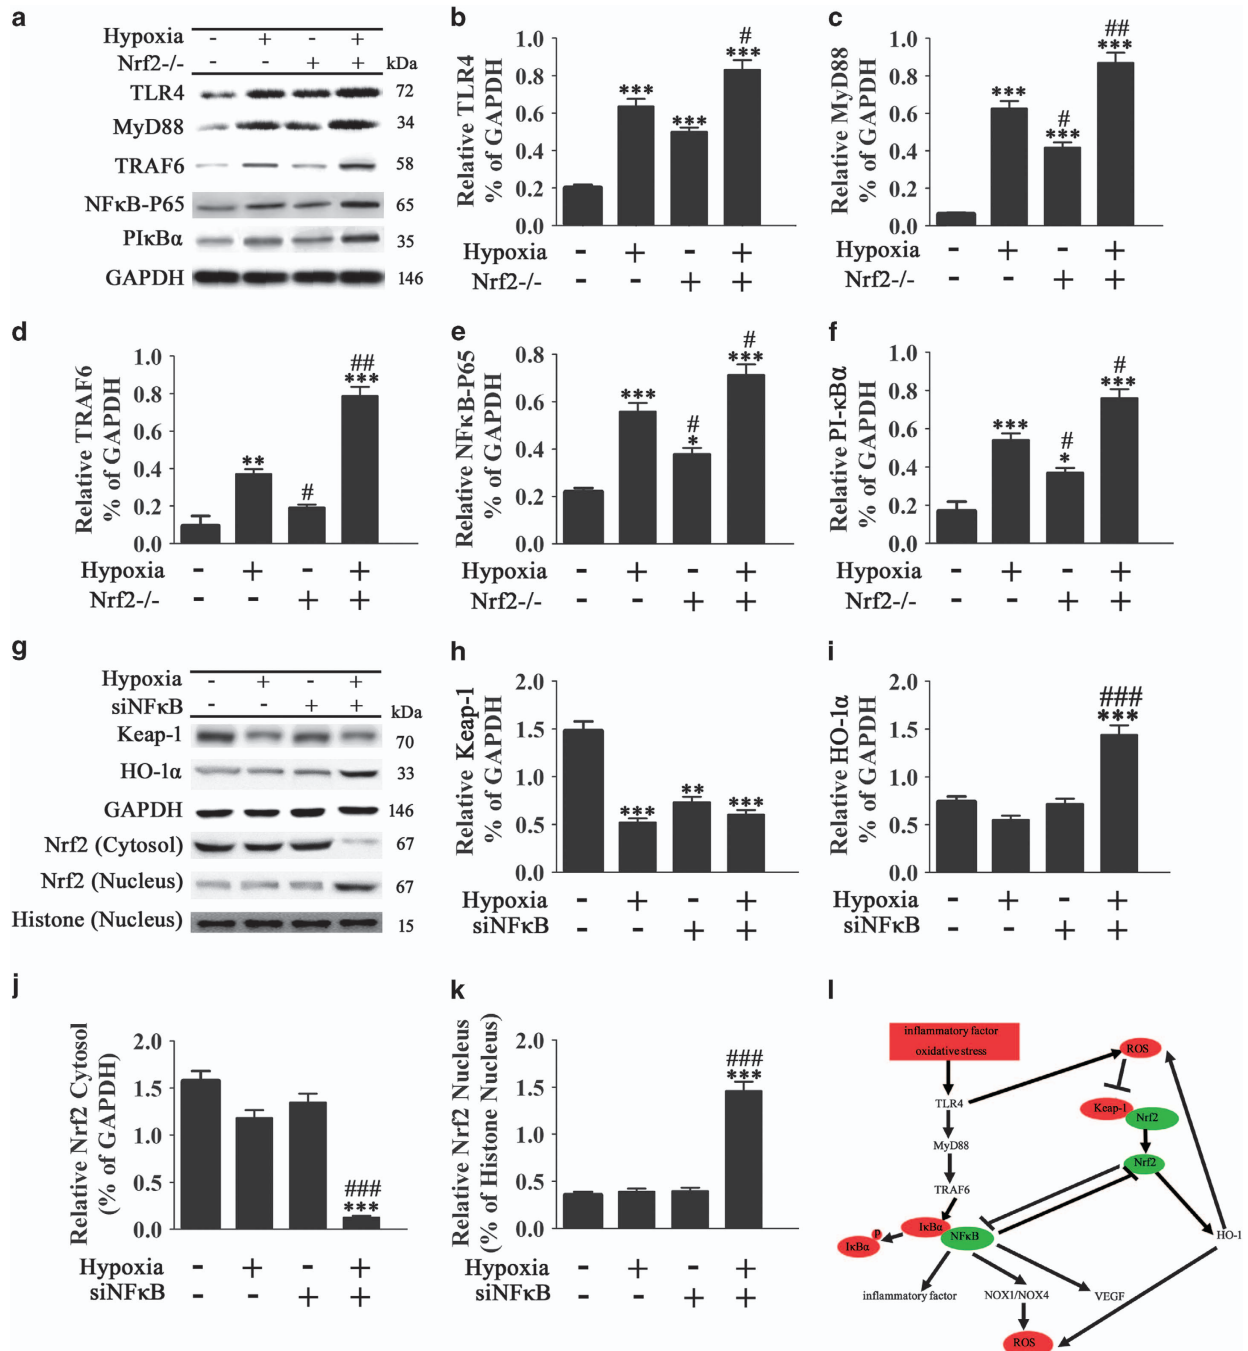 a
Hypoxia - + - +
Nrf2-/- - - + + kDa
TLR4 72
MyD88 34
TRAF6 58
NFκB-P65 65
PIκBα 35
GAPDH 146
b
Relative TLR4
% of GAPDH
1.0
0.8
0.6
0.4
0.2
0.0
***
***
#
***
Hypoxia - + - +
Nrf2-/- - - + +
c
Relative MyD88
% of GAPDH
1.0
0.8
0.6
0.4
0.2
0.0
***
#
***
##
***
Hypoxia - + - +
Nrf2-/- - - + +
d
Relative TRAF6
% of GAPDH
1.0
0.8
0.6
0.4
0.2
0.0
**
#
##
***
Hypoxia - + - +
Nrf2-/- - - + +
e
Relative NFκB-P65
% of GAPDH
0.8
0.6
0.4
0.2
0.0
***
#
*
#
***
Hypoxia - + - +
Nrf2-/- - - + +
f
Relative PI-κBα
% of GAPDH
1.0
0.8
0.6
0.4
0.2
0.0
***
#
*
#
***
Hypoxia - + - +
Nrf2-/- - - + +
g
Hypoxia - + - +
siNFκB - - + + kDa
Keap-1 70
HO-1α 33
GAPDH 146
Nrf2 (Cytosol) 67
Nrf2 (Nucleus) 67
Histone (Nucleus) 15
h
Relative Keap-1
% of GAPDH
2.0
1.5
1.0
0.5
0.0
***
**
***
Hypoxia - + - +
siNFκB - - + +
i
Relative HO-1α
% of GAPDH
2.0
1.5
1.0
0.5
0.0
###
***
Hypoxia - + - +
siNFκB - - + +
j
Relative Nrf2 Cytosol
(% of GAPDH)
2.0
1.5
1.0
0.5
0.0
###
***
Hypoxia - + - +
siNFκB - - + +
k
Relative Nrf2 Nucleus
(% of Histone Nucleus)
2.0
1.5
1.0
0.5
0.0
###
***
Hypoxia - + - +
siNFκB - - + +
l
inflammatory factor
oxidative stress
ROS
TLR4
Keap-1
Nrf2
MyD88
Nrf2
TRAF6
IκBα
NFκB
P
IκBα
HO-1
inflammatory factor
NOX1/NOX4
VEGF
ROS